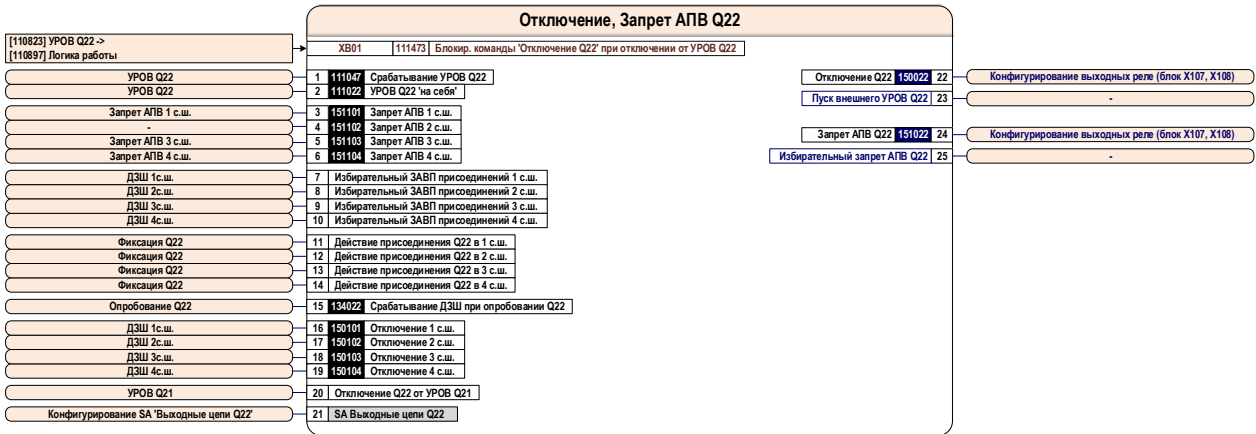 Отключение, Запрет АПВ Q22
[110823] УРОВ Q22 ->
[110897] Логика работы
XB01 111473 Блокир. команды 'Отключение Q22' при отключении от УРОВ Q22
УРОВ Q22 1 111047 Срабатывание УРОВ Q22
УРОВ Q22 2 111022 УРОВ Q22 'на себя'
Запрет АПВ 1 с.ш. 3 151101 Запрет АПВ 1 с.ш.
- 4 151102 Запрет АПВ 2 с.ш.
Запрет АПВ 3 с.ш. 5 151103 Запрет АПВ 3 с.ш.
Запрет АПВ 4 с.ш. 6 151104 Запрет АПВ 4 с.ш.
ДЗШ 1с.ш. 7 Избирательный ЗАВП присоединений 1 с.ш.
ДЗШ 2с.ш. 8 Избирательный ЗАВП присоединений 2 с.ш.
ДЗШ 3с.ш. 9 Избирательный ЗАВП присоединений 3 с.ш.
ДЗШ 4с.ш. 10 Избирательный ЗАВП присоединений 4 с.ш.
Фиксация Q22 11 Действие присоединения Q22 в 1 с.ш.
Фиксация Q22 12 Действие присоединения Q22 в 2 с.ш.
Фиксация Q22 13 Действие присоединения Q22 в 3 с.ш.
Фиксация Q22 14 Действие присоединения Q22 в 4 с.ш.
Опробование Q22 15 134022 Срабатывание ДЗШ при опробовании Q22
ДЗШ 1с.ш. 16 150101 Отключение 1 с.ш.
ДЗШ 2с.ш. 17 150102 Отключение 2 с.ш.
ДЗШ 3с.ш. 18 150103 Отключение 3 с.ш.
ДЗШ 4с.ш. 19 150104 Отключение 4 с.ш.
УРОВ Q21 20 Отключение Q22 от УРОВ Q21
Конфигурирование SA 'Выходные цепи Q22' 21 SA Выходные цепи Q22
Отключение Q22 150022 22 Конфигурирование выходных реле (блок X107, X108)
Пуск внешнего УРОВ Q22 23 -
Запрет АПВ Q22 151022 24 Конфигурирование выходных реле (блок X107, X108)
Избирательный запрет АПВ Q22 25 -